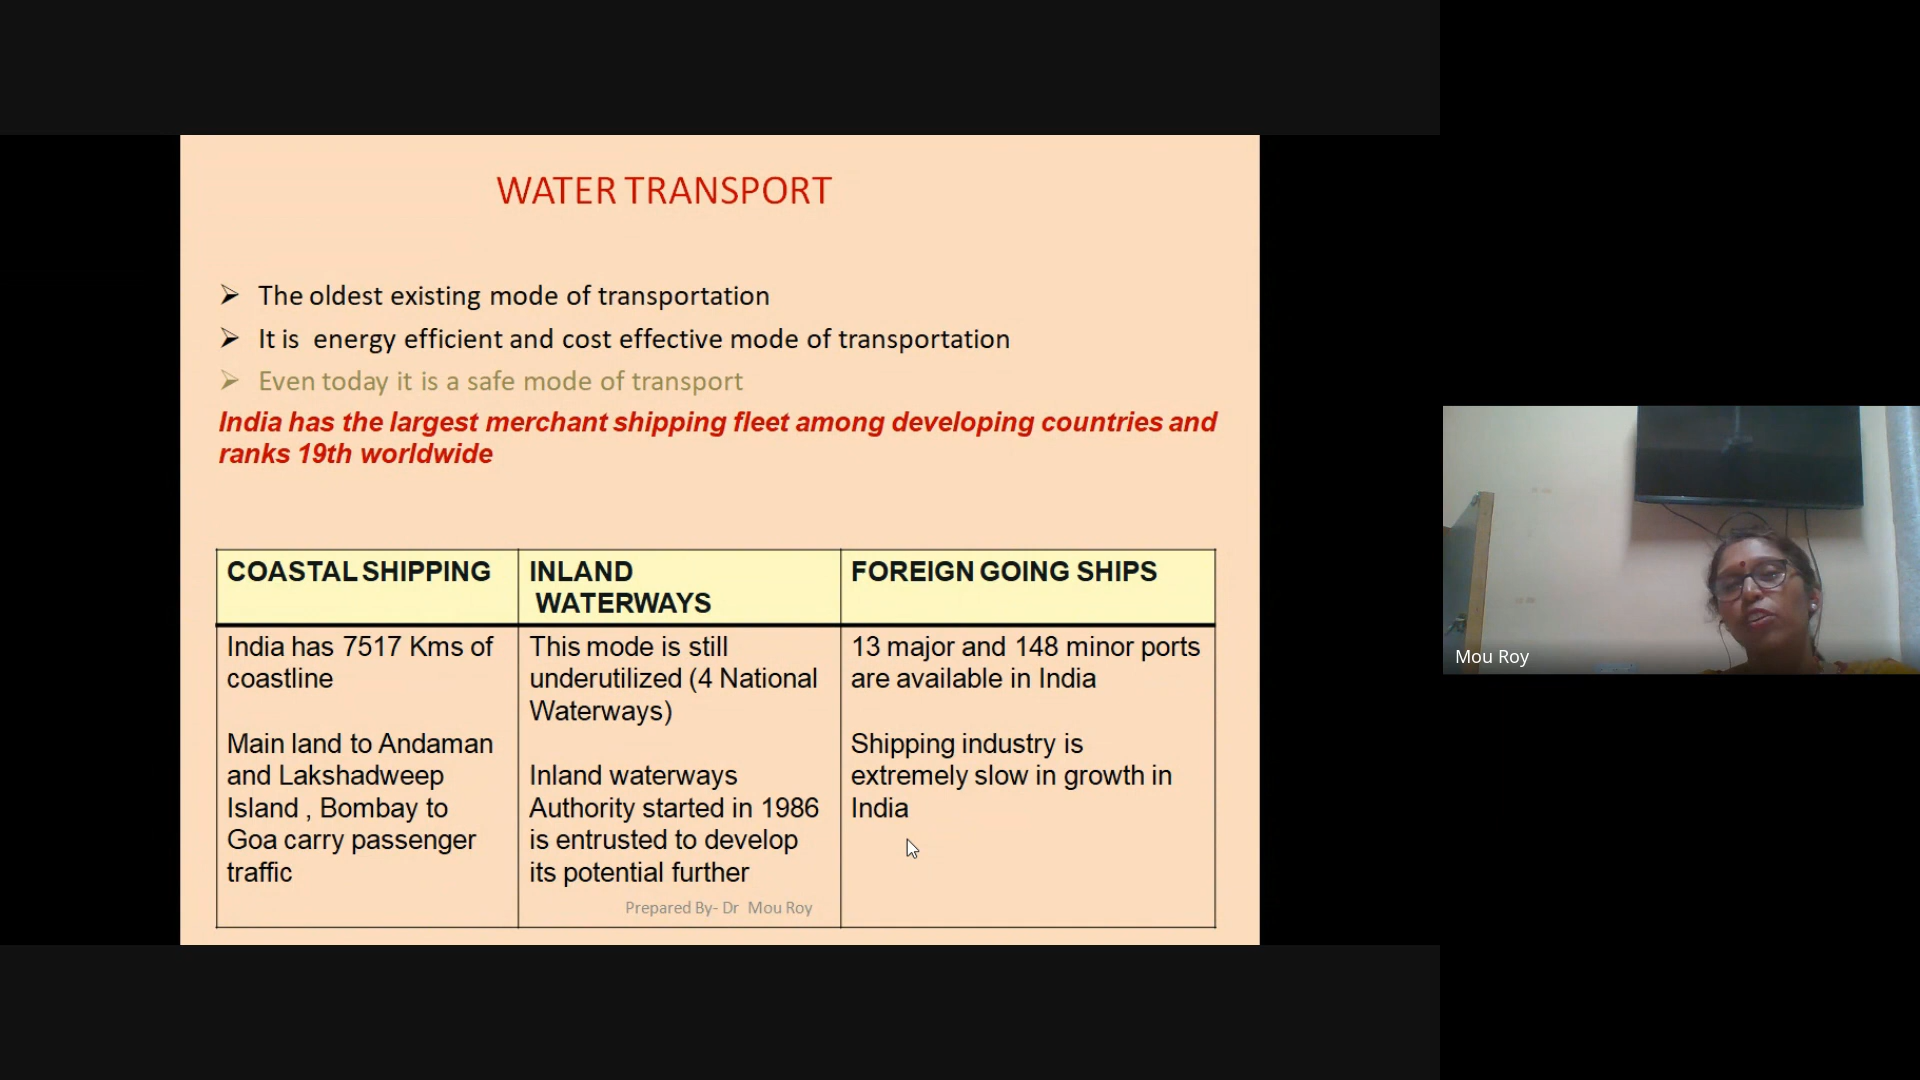 WATER TRANSPORT
➢ The oldest existing mode of transportation
➢ It is energy efficient and cost effective mode of transportation
➢ Even today it is a safe mode of transport
India has the largest merchant shipping fleet among developing countries and
ranks 19th worldwide
COASTAL SHIPPING
India has 7517 Kms of
coastline
Main land to Andaman
and Lakshadweep
Island , Bombay to
Goa carry passenger
traffic
INLAND
WATERWAYS
This mode is still
underutilized (4 National
Waterways)
Inland waterways
Authority started in 1986
is entrusted to develop
its potential further
FOREIGN GOING SHIPS
13 major and 148 minor ports
are available in India
Shipping industry is
extremely slow in growth in
India
Prepared By- Dr Mou Roy
Mou Roy